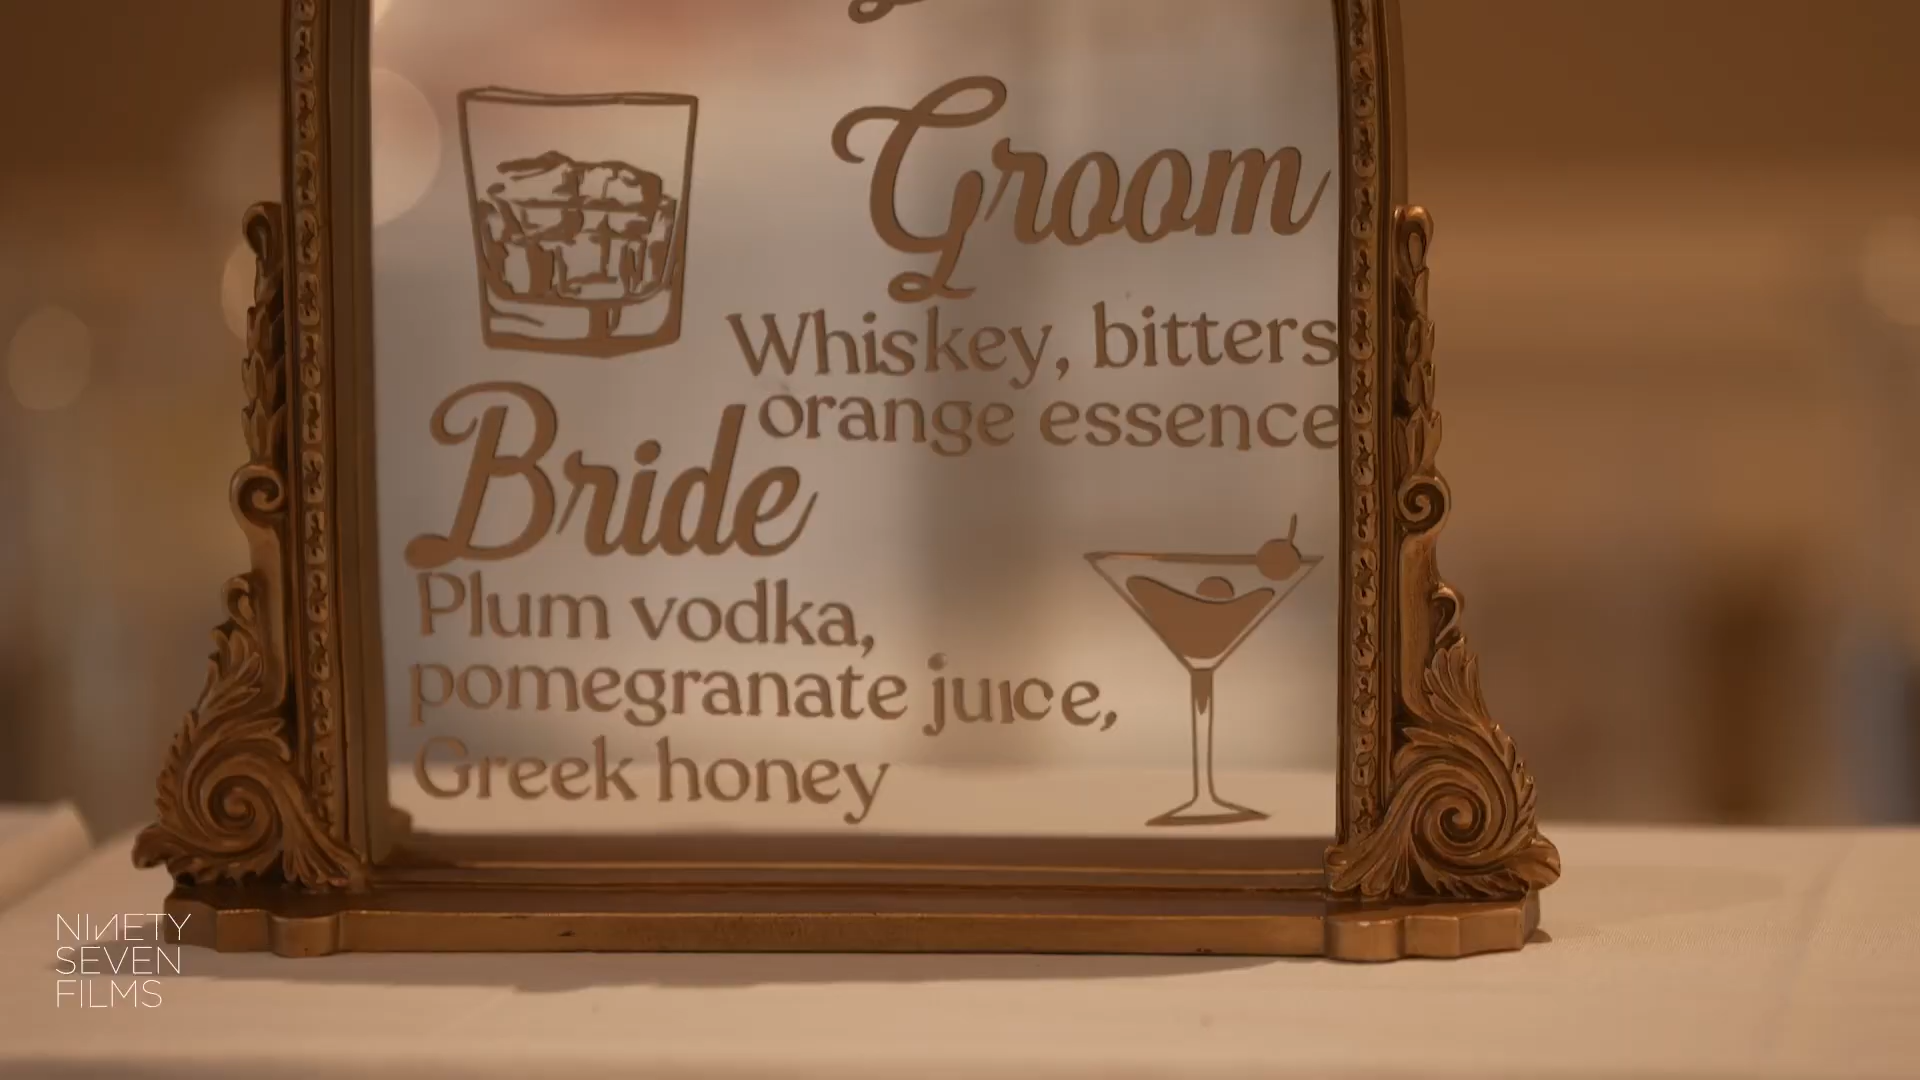 Groom
Whiskey, bitters
orange essence
Bride
Plum vodka,
pomegranate juice,
Greek honey
NINETY
SEVEN
FILMS